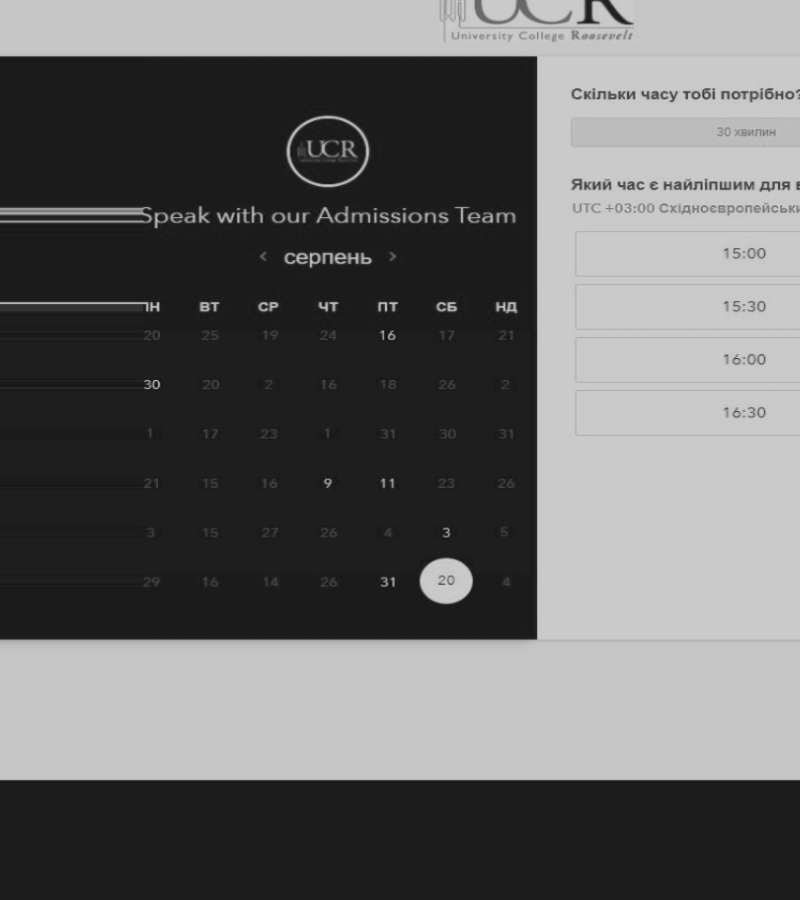 UCR
University College Roosevelt
UCR
Speak with our Admissions Team
< серпень >
ПН ВТ СР ЧТ ПТ СБ НД
20 25 19 24 16 17 21
30 20 2 16 18 26 2
1 17 23 1 31 30 31
21 15 16 9 11 23 26
3 15 27 26 4 3 5
29 16 14 26 31 20 4
Скільки часу тобі потрібно?
30 хвилин
Який час є найліпшим для в
UTC +03:00 Східноєвропейськи
15:00
15:30
16:00
16:30